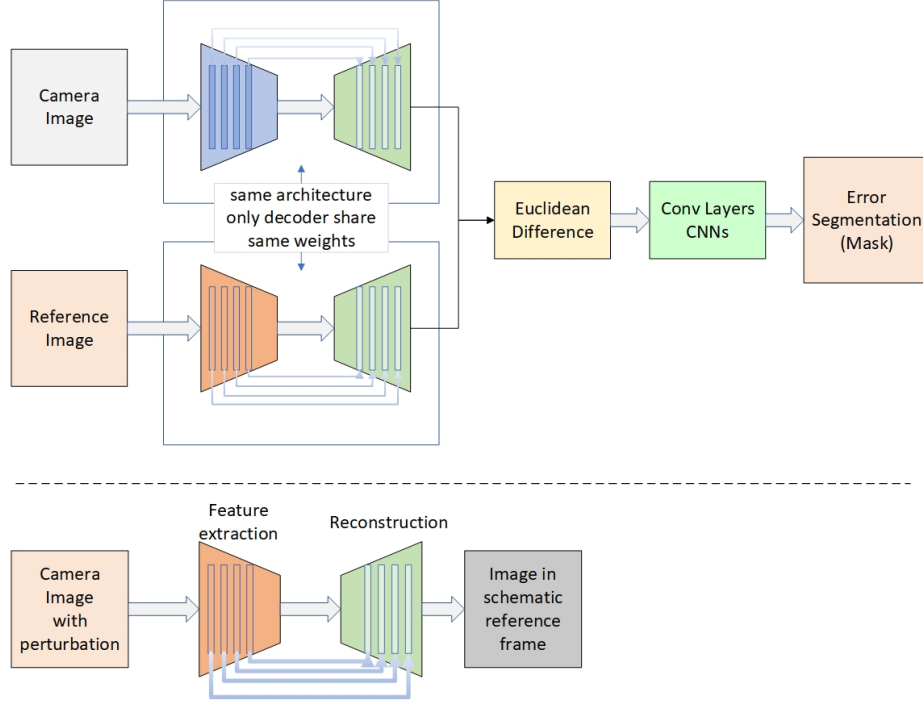 Camera
Image
same architecture
only decoder share
same weights
Reference
Image
Euclidean
Difference
Conv Layers
CNNs
Error
Segmentation
(Mask)
Feature
extraction
Reconstruction
Camera
Image
with
perturbation
Image in
schematic
reference
frame